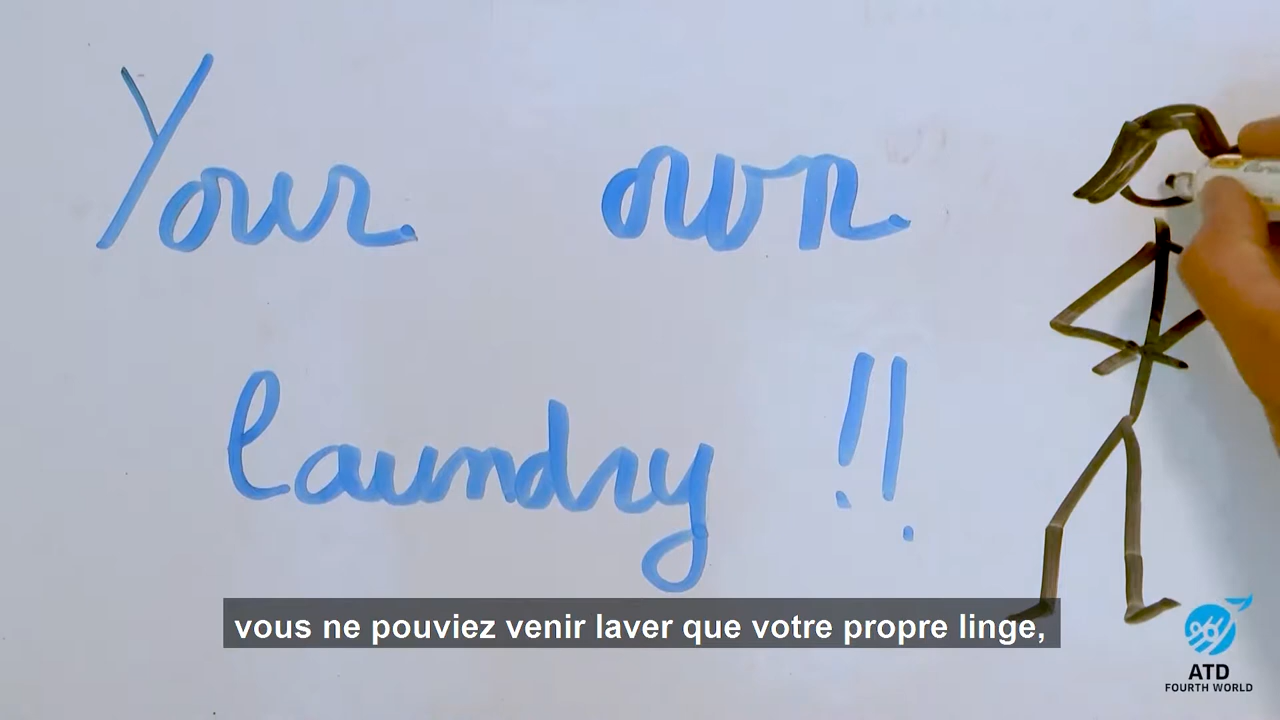 Your own
laundry !!
vous ne pouviez venir laver que votre propre linge,
ATD
FOURTH WORLD